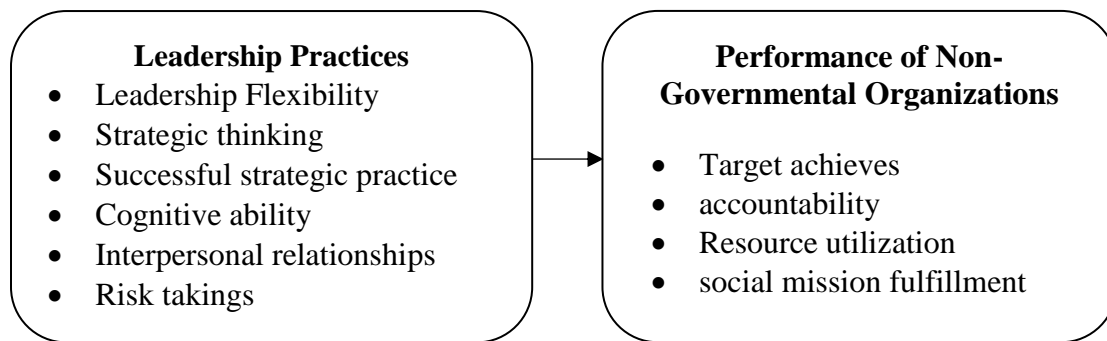 Leadership Practices
• Leadership Flexibility
• Strategic thinking
• Successful strategic practice
• Cognitive ability
• Interpersonal relationships
• Risk takings
Performance of Non-
Governmental Organizations
• Target achieves
• accountability
• Resource utilization
• social mission fulfillment